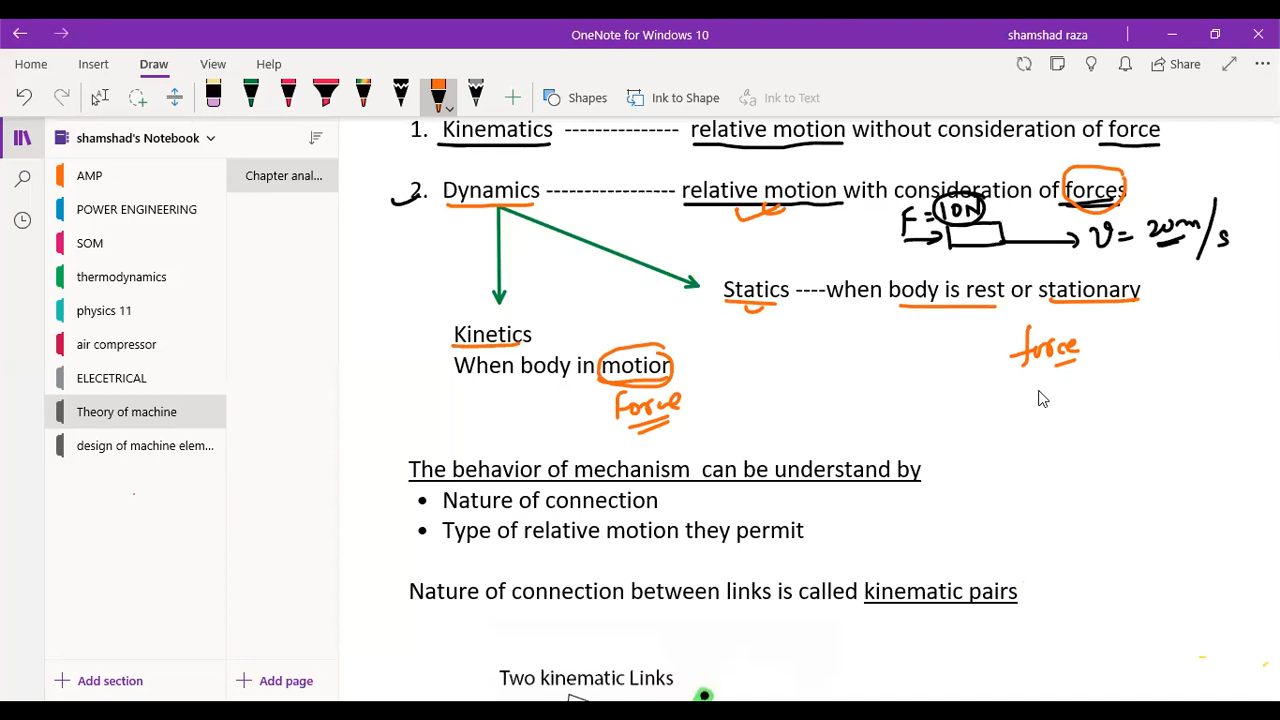 OneNote for Windows 10
shamshad raza
Home Insert Draw View Help
Share
Shapes Ink to Shape Ink to Text
shamshad's Notebook
AMP
POWER ENGINEERING
SOM
thermodynamics
physics 11
air compressor
ELECETRICAL
Theory of machine
design of machine elem...
Add section
Chapter anal...
Add page
1. Kinematics --------------- relative motion without consideration of force
2. Dynamics ----------------- relative motion with consideration of forces
F = 10N v = 20m/s
Statics ----when body is rest or stationary
force
Kinetics
When body in motion
Force
The behavior of mechanism can be understand by
• Nature of connection
• Type of relative motion they permit
Nature of connection between links is called kinematic pairs
Two kinematic Links